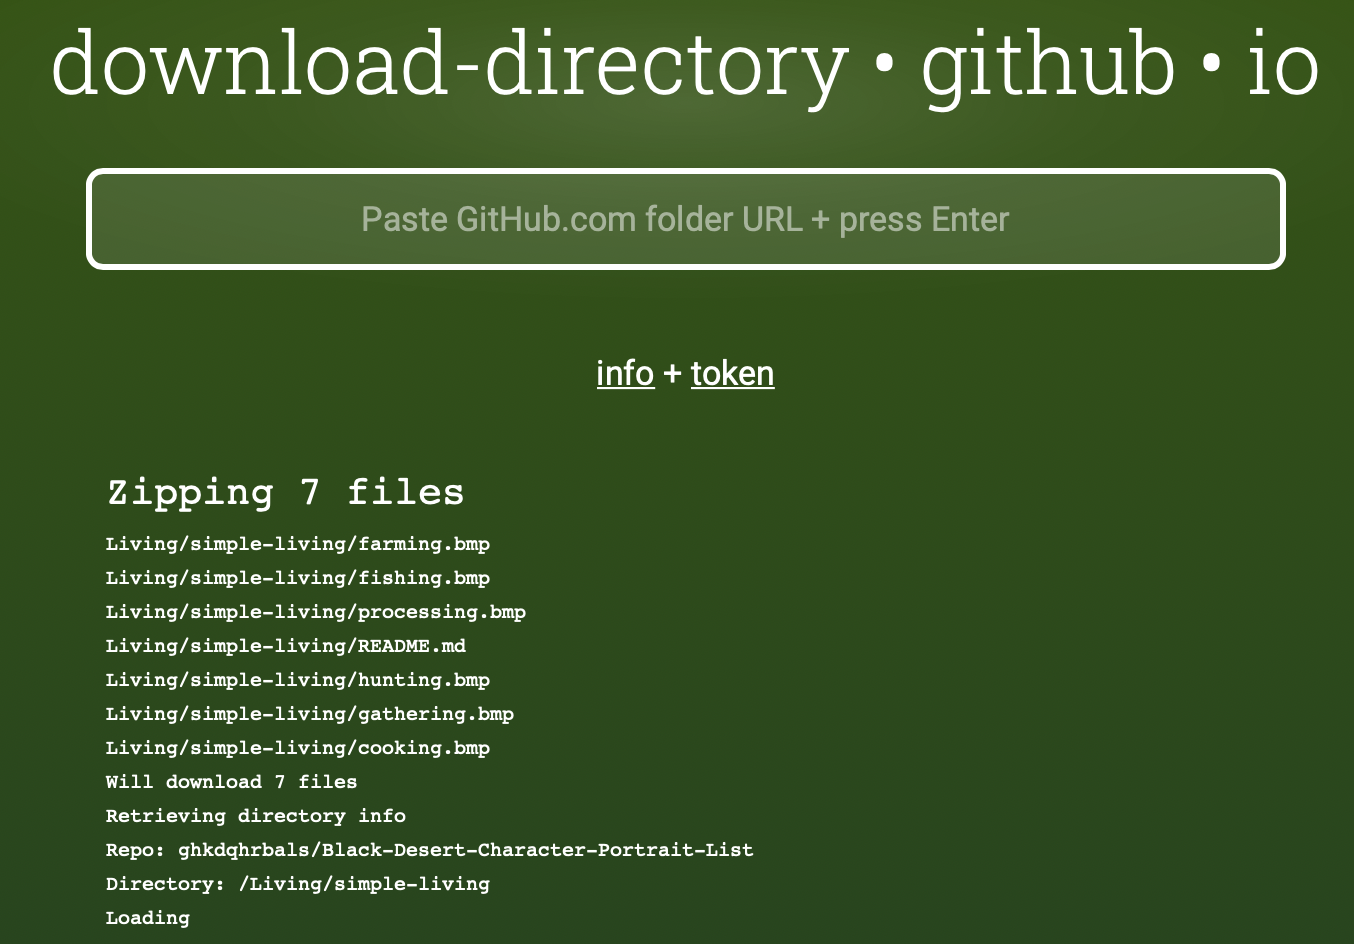 download-directory • github • io
Paste GitHub.com folder URL + press Enter
info + token
Zipping 7 files
Living/simple-living/farming.bmp
Living/simple-living/fishing.bmp
Living/simple-living/processing.bmp
Living/simple-living/README.md
Living/simple-living/hunting.bmp
Living/simple-living/gathering.bmp
Living/simple-living/cooking.bmp
Will download 7 files
Retrieving directory info
Repo: ghkdqhrbals/Black-Desert-Character-Portrait-List
Directory: /Living/simple-living
Loading